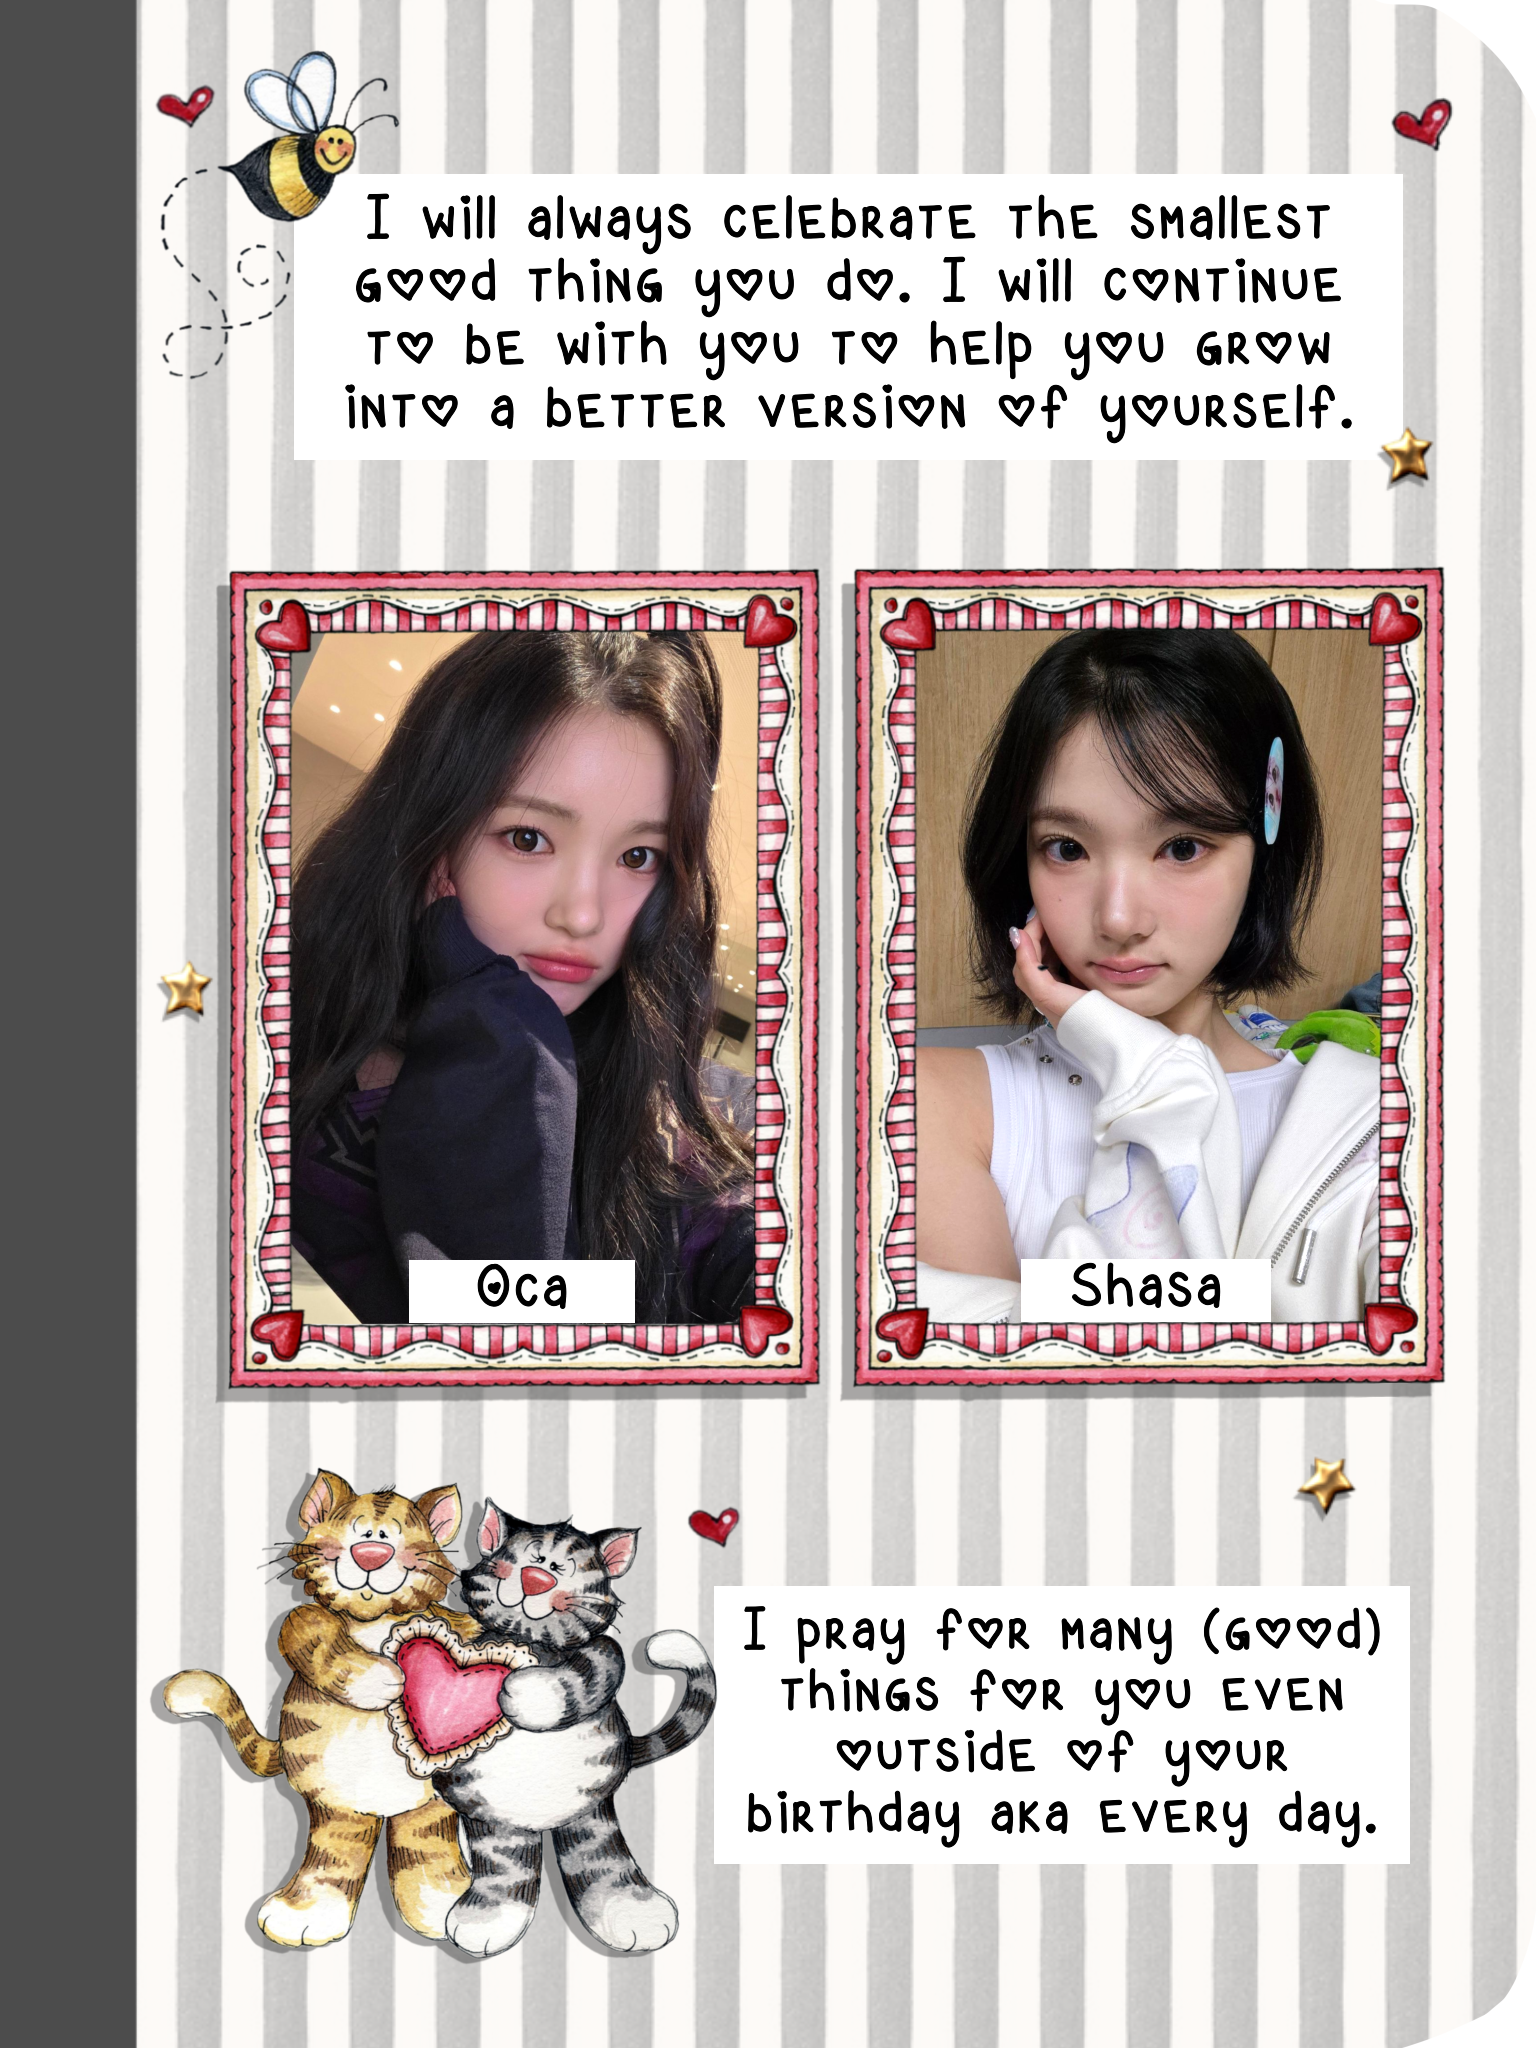 I will always celebrate the smallest
good thing you do. I will continue
to be with you to help you grow
into a better version of yourself.
Oca
Shasa
I pray for many (good)
things for you even
outside of your
birthday aka every day.